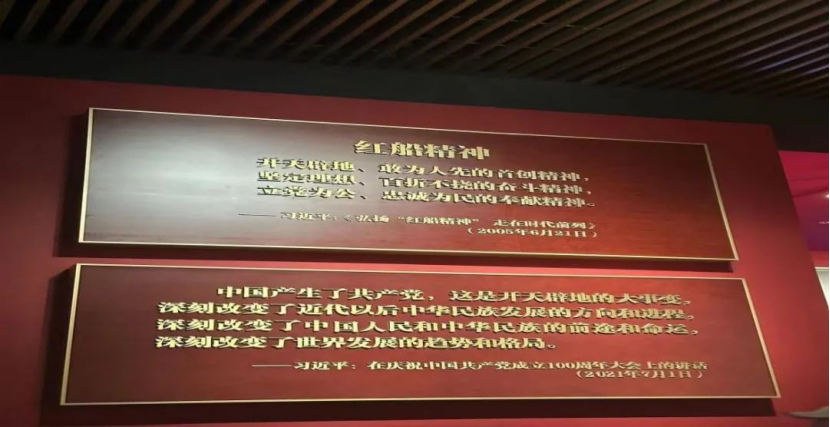 红船精神
开天辟地、敢为人先的首创精神，
坚定理想、百折不挠的奋斗精神，
立党为公、忠诚为民的奉献精神。
——习近平：《弘扬“红船精神” 走在时代前列》
（2005年6月21日）
中国产生了共产党，这是开天辟地的大事变，
深刻改变了近代以后中华民族发展的方向和进程，
深刻改变了中国人民和中华民族的前途和命运，
深刻改变了世界发展的趋势和格局。
——习近平：在庆祝中国共产党成立100周年大会上的讲话
（2021年7月1日）